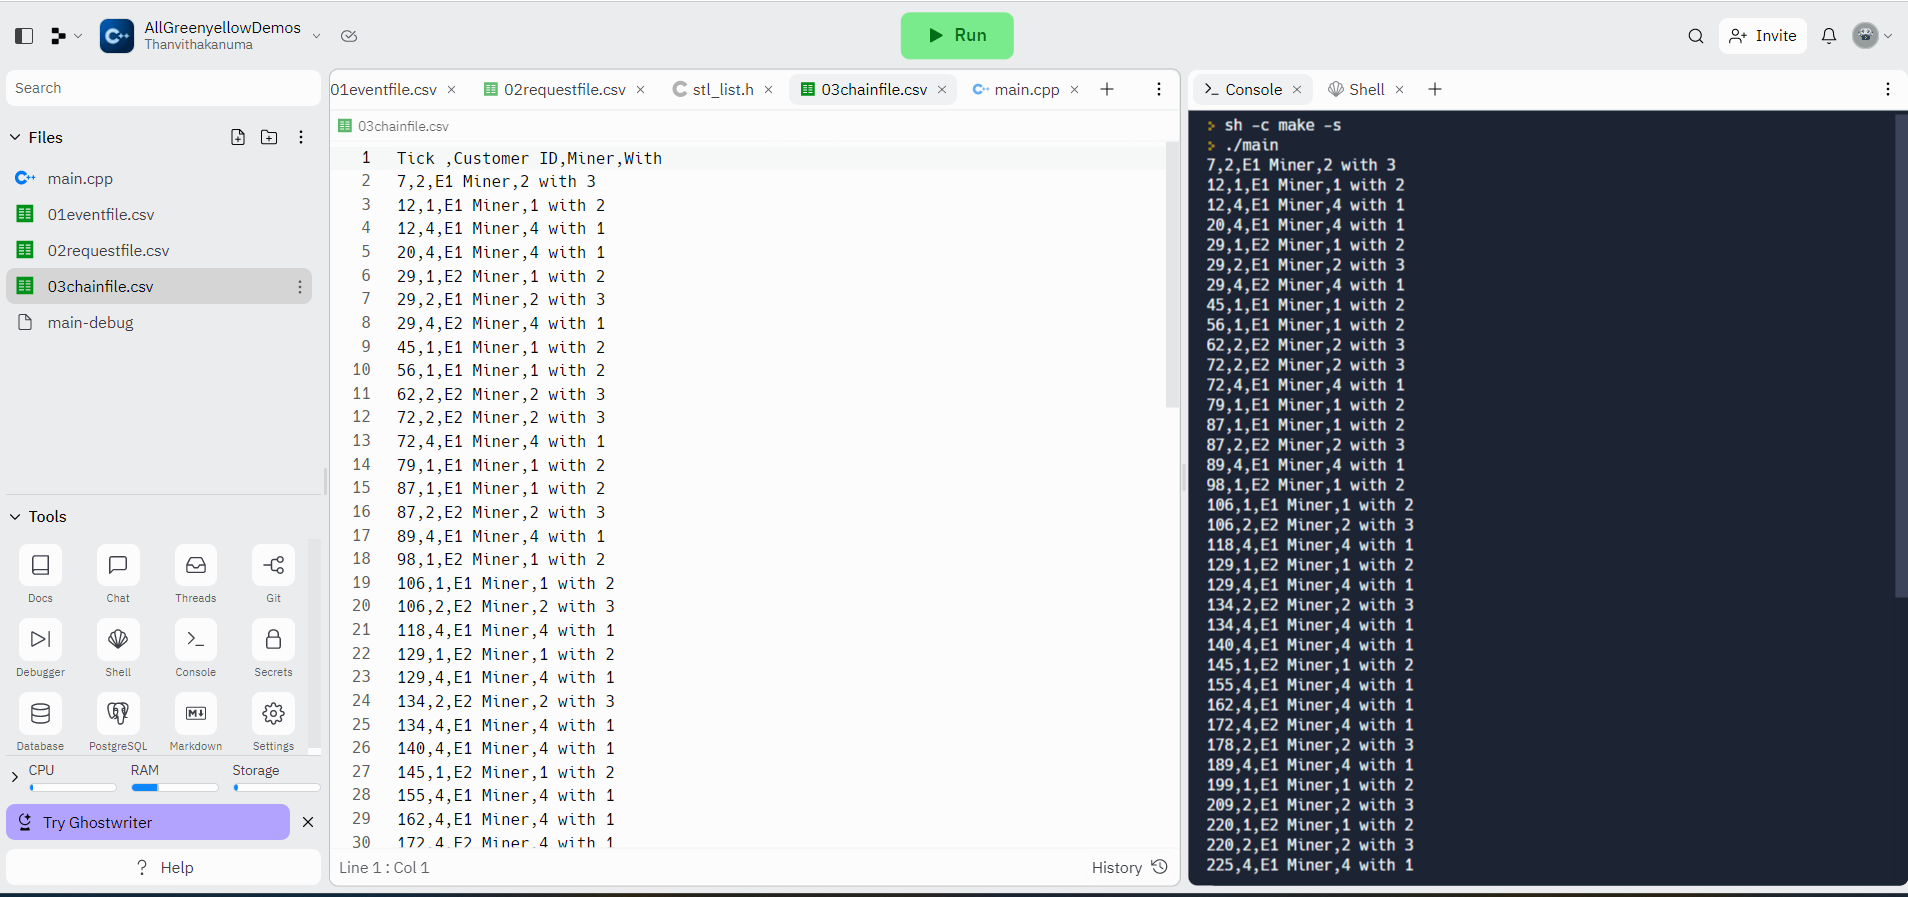 AllGreenyellowDemos
Thanvithakanuma
Run
Invite
Search
Files
main.cpp
01eventfile.csv
02requestfile.csv
03chainfile.csv
main-debug
Tools
Docs
Chat
Threads
Git
Debugger
Shell
Console
Secrets
Database
PostgreSQL
Markdown
Settings
CPU
RAM
Storage
Try Ghostwriter
? Help
01eventfile.csv
02requestfile.csv
stl_list.h
03chainfile.csv
main.cpp
03chainfile.csv
1 Tick ,Customer ID,Miner,With
2 7,2,E1 Miner,2 with 3
3 12,1,E1 Miner,1 with 2
4 12,4,E1 Miner,4 with 1
5 20,4,E1 Miner,4 with 1
6 29,1,E2 Miner,1 with 2
7 29,2,E1 Miner,2 with 3
8 29,4,E2 Miner,4 with 1
9 45,1,E1 Miner,1 with 2
10 56,1,E1 Miner,1 with 2
11 62,2,E2 Miner,2 with 3
12 72,2,E2 Miner,2 with 3
13 72,4,E1 Miner,4 with 1
14 79,1,E1 Miner,1 with 2
15 87,1,E1 Miner,1 with 2
16 87,2,E2 Miner,2 with 3
17 89,4,E1 Miner,4 with 1
18 98,1,E2 Miner,1 with 2
19 106,1,E1 Miner,1 with 2
20 106,2,E2 Miner,2 with 3
21 118,4,E1 Miner,4 with 1
22 129,1,E2 Miner,1 with 2
23 129,4,E1 Miner,4 with 1
24 134,2,E2 Miner,2 with 3
25 134,4,E1 Miner,4 with 1
26 140,4,E1 Miner,4 with 1
27 145,1,E2 Miner,1 with 2
28 155,4,E1 Miner,4 with 1
29 162,4,E1 Miner,4 with 1
30 172,4,E2 Miner,4 with 1
Line 1 : Col 1
History
Console
Shell
> sh -c make -s
> ./main
7,2,E1 Miner,2 with 3
12,1,E1 Miner,1 with 2
12,4,E1 Miner,4 with 1
20,4,E1 Miner,4 with 1
29,1,E2 Miner,1 with 2
29,2,E1 Miner,2 with 3
29,4,E2 Miner,4 with 1
45,1,E1 Miner,1 with 2
56,1,E1 Miner,1 with 2
62,2,E2 Miner,2 with 3
72,2,E2 Miner,2 with 3
72,4,E1 Miner,4 with 1
79,1,E1 Miner,1 with 2
87,1,E1 Miner,1 with 2
87,2,E2 Miner,2 with 3
89,4,E1 Miner,4 with 1
98,1,E2 Miner,1 with 2
106,1,E1 Miner,1 with 2
106,2,E2 Miner,2 with 3
118,4,E1 Miner,4 with 1
129,1,E2 Miner,1 with 2
129,4,E1 Miner,4 with 1
134,2,E2 Miner,2 with 3
134,4,E1 Miner,4 with 1
140,4,E1 Miner,4 with 1
145,1,E2 Miner,1 with 2
155,4,E1 Miner,4 with 1
162,4,E1 Miner,4 with 1
172,4,E2 Miner,4 with 1
178,2,E1 Miner,2 with 3
189,4,E1 Miner,4 with 1
199,1,E1 Miner,1 with 2
209,2,E1 Miner,2 with 3
220,1,E2 Miner,1 with 2
220,2,E1 Miner,2 with 3
225,4,E1 Miner,4 with 1